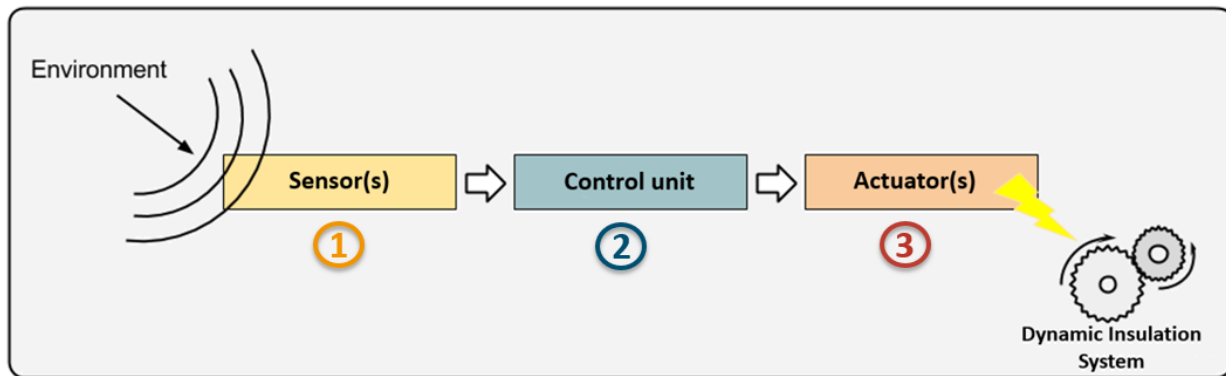 Environment
Sensor(s)
Control unit
Actuator(s)
1
2
3
Dynamic Insulation
System